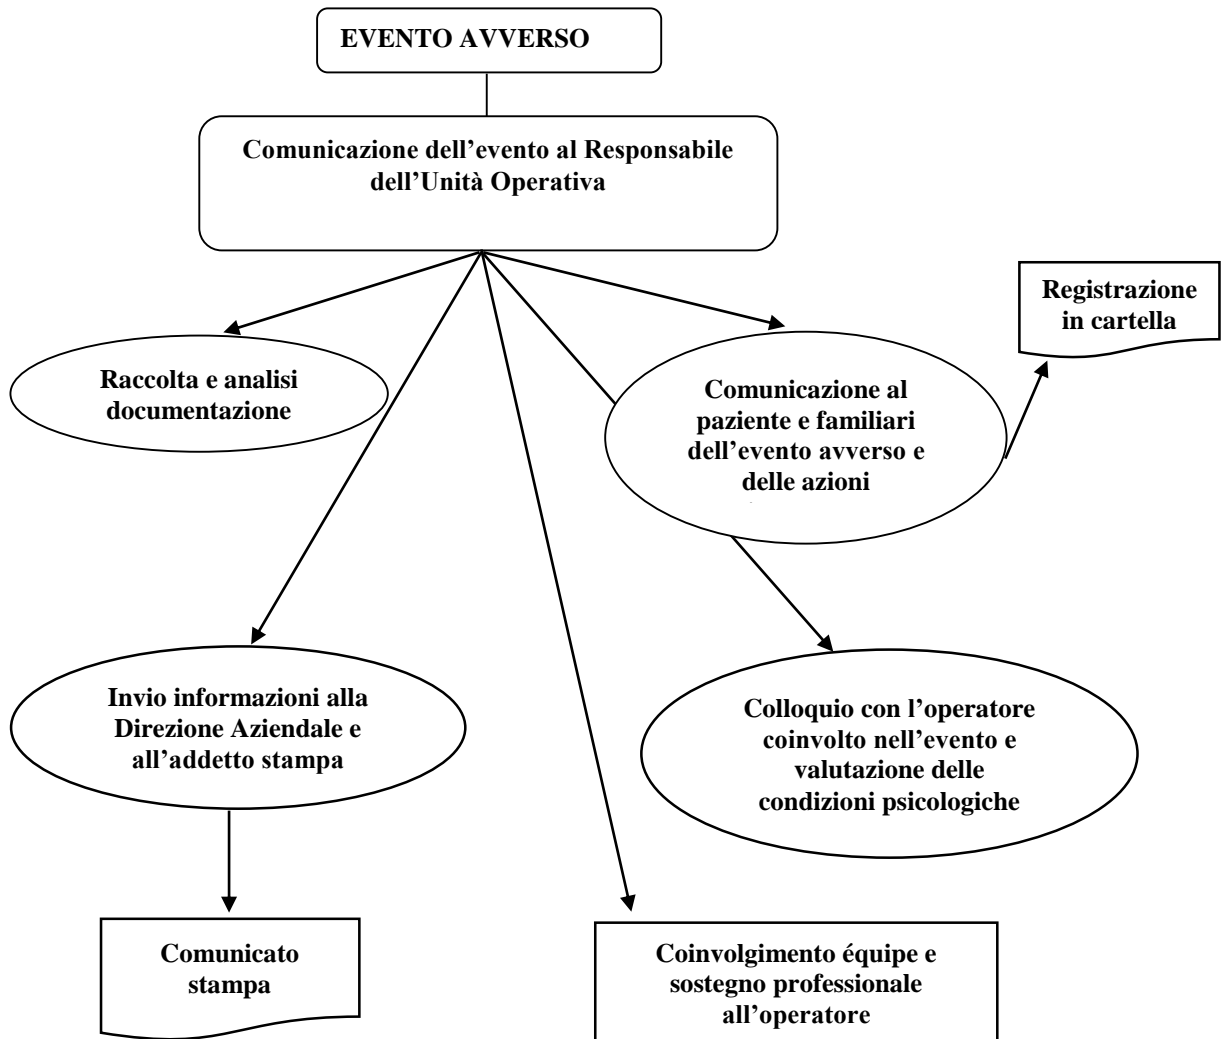 EVENTO AVVERSO
Comunicazione dell’evento al Responsabile
dell’Unità Operativa
Registrazione
in cartella
Raccolta e analisi
documentazione
Comunicazione al
paziente e familiari
dell’evento avverso e
delle azioni
Invio informazioni alla
Direzione Aziendale e
all’addetto stampa
Colloquio con l’operatore
coinvolto nell’evento e
valutazione delle
condizioni psicologiche
Comunicato
stampa
Coinvolgimento équipe e
sostegno professionale
all’operatore